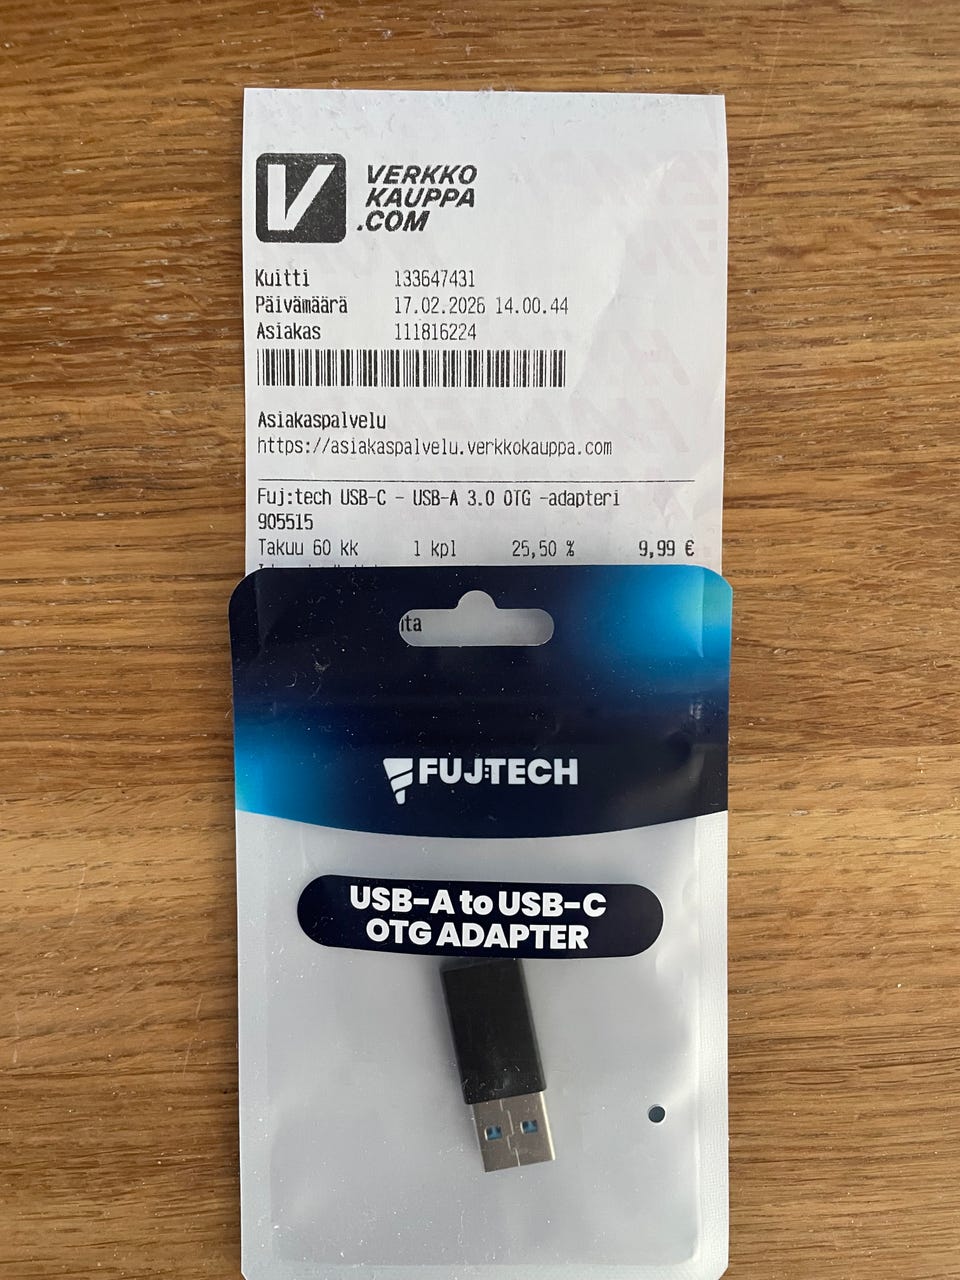 VERKKO
KAUPPA
.COM
Kuitti 133647431
Päivämäärä 17.02.2026 14.00.44
Asiakas 111816224
Asiakaspalvelu
https://asiakaspalvelu.verkkokauppa.com
Fuj:tech USB-C - USB-A 3.0 OTG -adapteri
905515
Takuu 60 kk 1 kpl 25,50 % 9,99 €
ita
FUJ:TECH
USB-A to USB-C
OTG ADAPTER